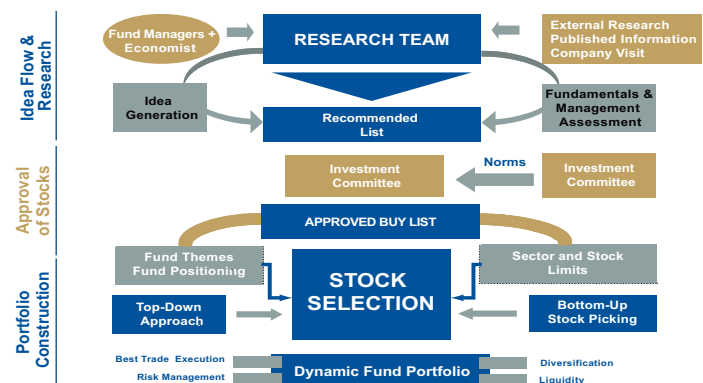 Idea Flow &
Research
Fund Managers +
Economist
RESEARCH TEAM
External Research
Published Information
Company Visit
Idea
Generation
Recommended
List
Fundamentals &
Management
Assessment
Approval
of Stocks
Investment
Committee
Norms
Investment
Committee
APPROVED BUY LIST
Portfolio
Construction
Fund Themes
Fund Positioning
STOCK
SELECTION
Sector and Stock
Limits
Top-Down
Approach
Bottom-Up
Stock Picking
Best Trade Execution
Risk Management
Dynamic Fund Portfolio
Diversification
Liquidity